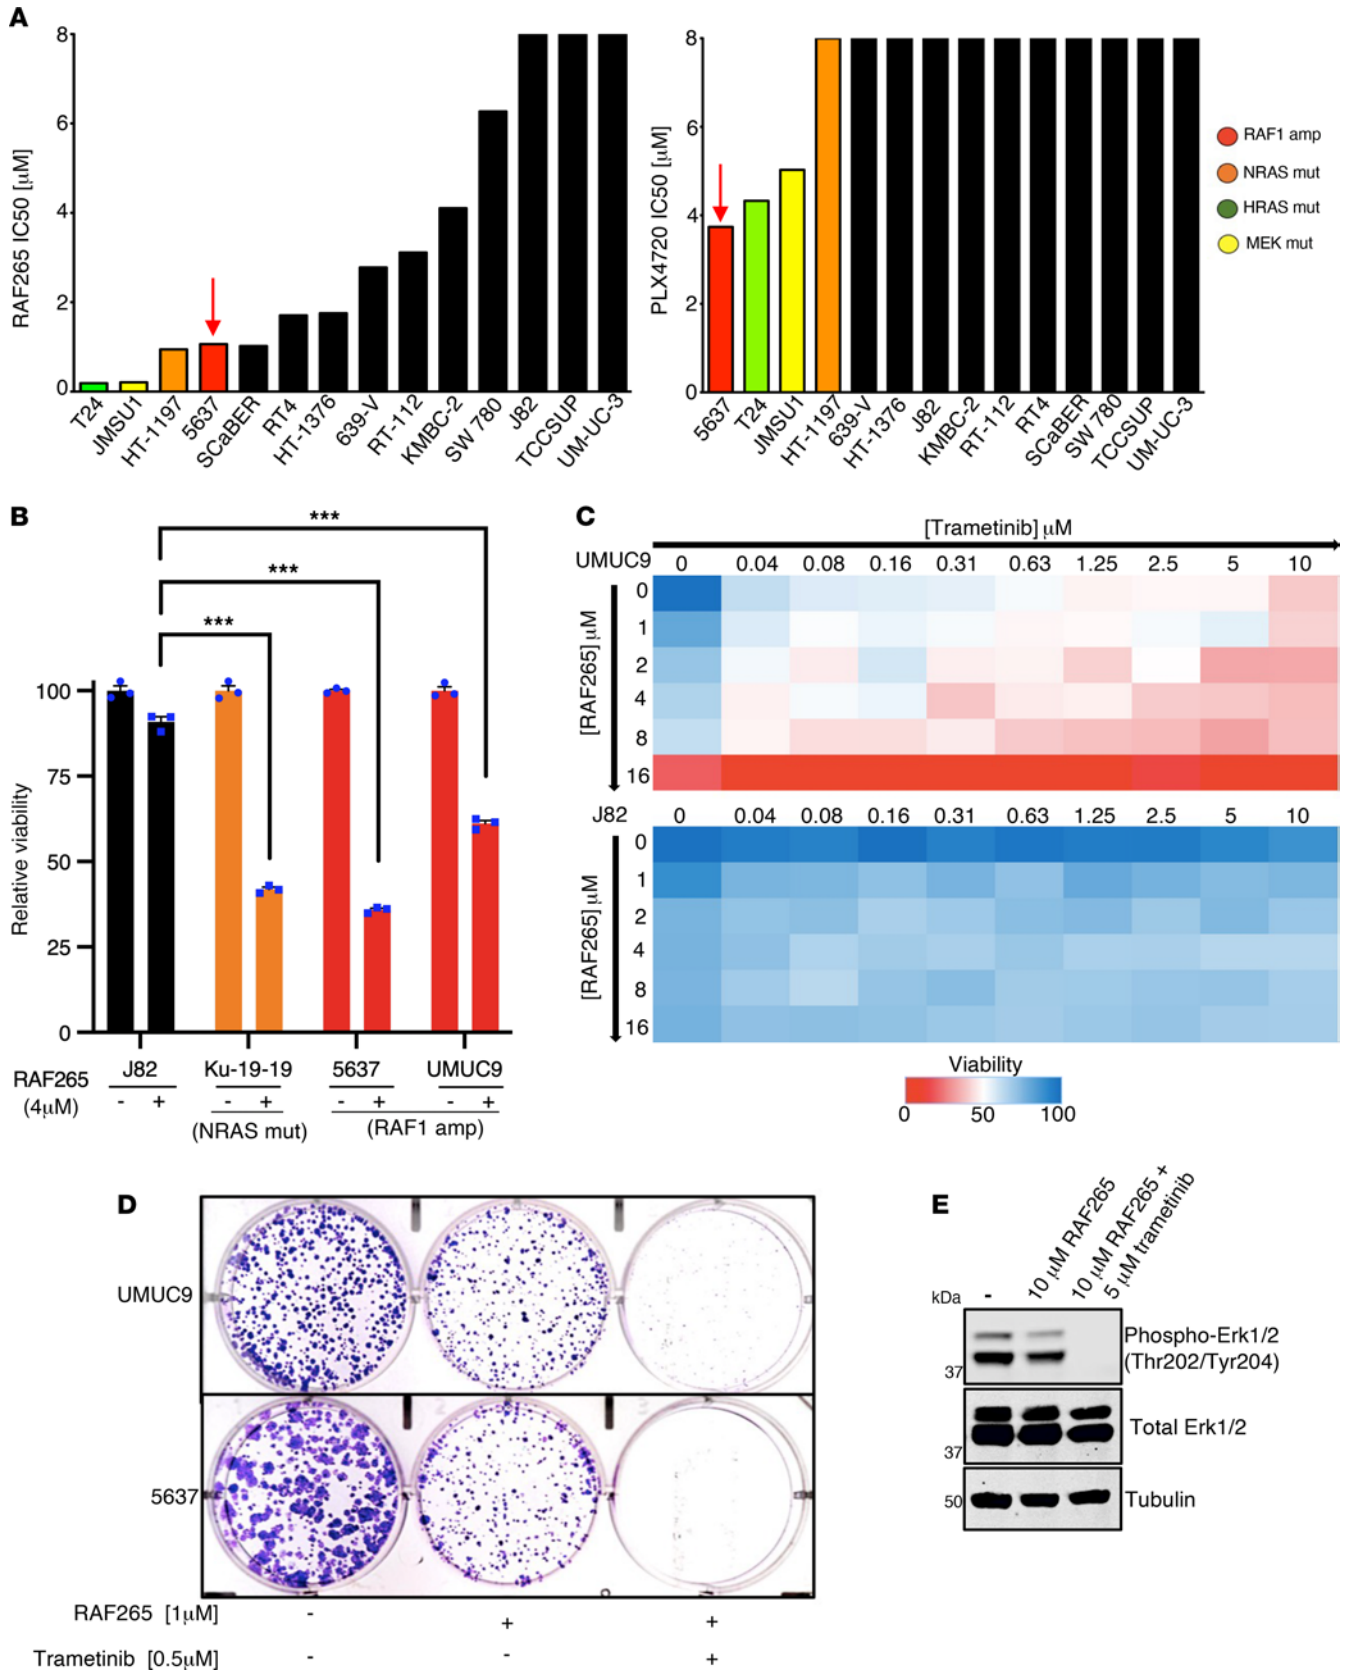 A
8
6
4
2
0
RAF265 IC50 [µM]
T24
JMSU1
HT-1197
5637
SCaBER
RT4
HT-1376
639-V
RT-112
KMBC-2
SW 780
J82
TCCSUP
UM-UC-3
8
6
4
2
0
PLX4720 IC50 [µM]
5637
T24
JMSU1
HT-1197
639-V
HT-1376
J82
KMBC-2
RT-112
RT4
SCaBER
SW 780
TCCSUP
UM-UC-3
RAF1 amp
NRAS mut
HRAS mut
MEK mut
B
***
***
***
100
75
50
25
0
Relative viability
J82 Ku-19-19 5637 UMUC9
RAF265
(4µM)
- + - + - + - +
(NRAS mut) (RAF1 amp)
C
[Trametinib] µM
UMUC9 0 0.04 0.08 0.16 0.31 0.63 1.25 2.5 5 10
[RAF265] µM
0
1
2
4
8
16
J82 0 0.04 0.08 0.16 0.31 0.63 1.25 2.5 5 10
[RAF265] µM
0
1
2
4
8
16
Viability
0 50 100
D
UMUC9
5637
RAF265 [1µM] - + +
Trametinib [0.5µM] - - +
E
kDa
-
10 µM RAF265
10 µM RAF265 +
5 µM trametinib
37
Phospho-Erk1/2
(Thr202/Tyr204)
37
Total Erk1/2
50
Tubulin